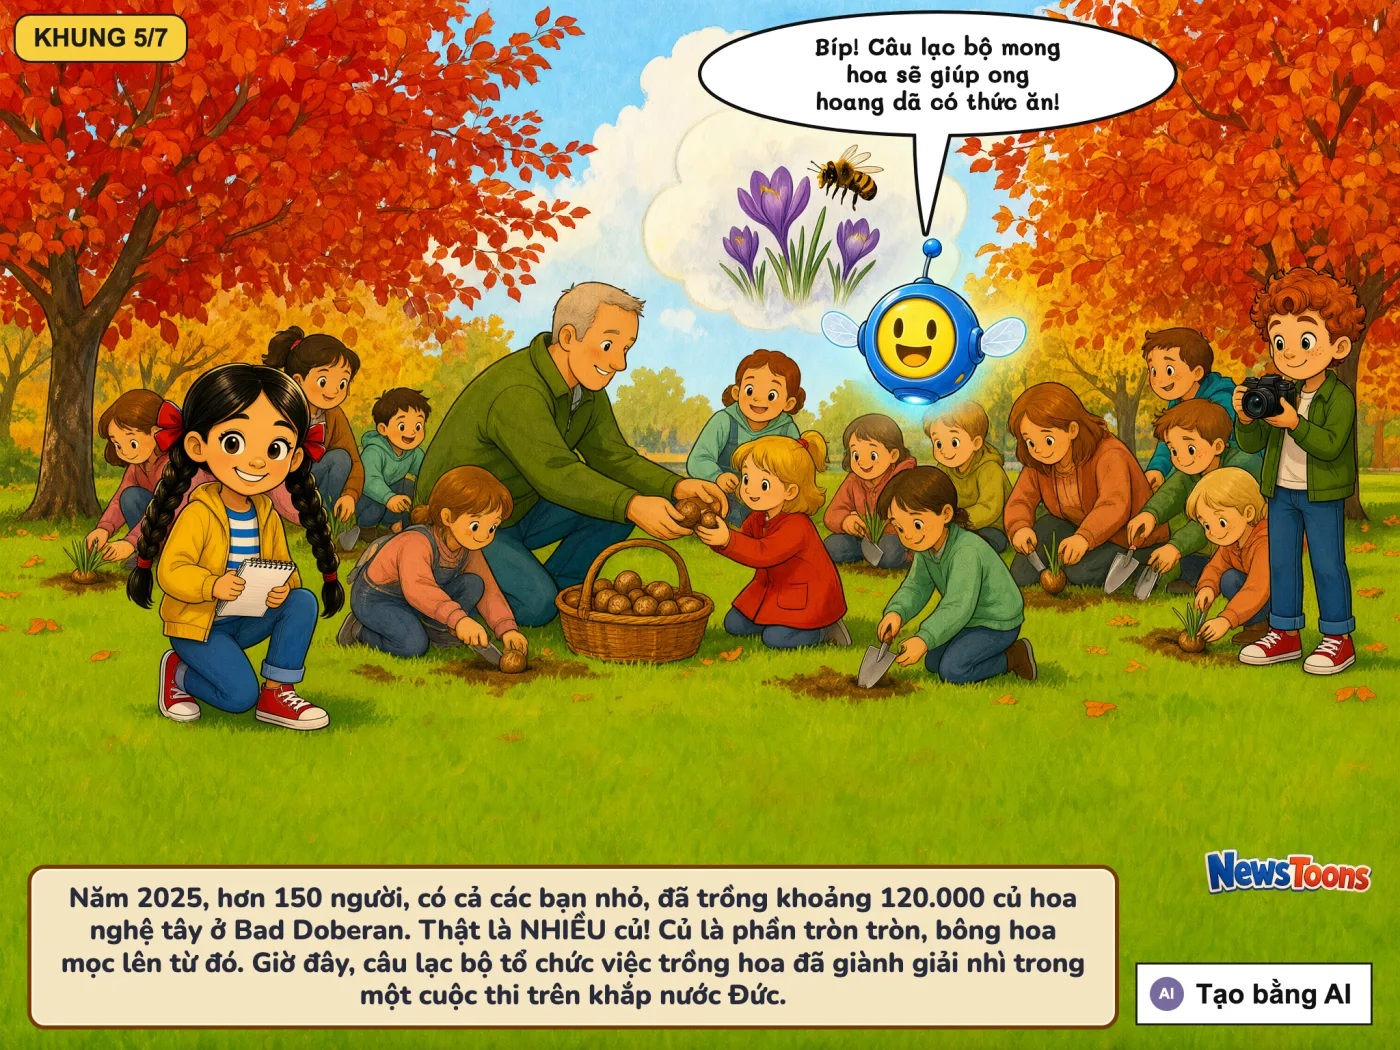 KHUNG 5/7
Bíp! Câu lạc bộ mong
hoa sẽ giúp ong
hoang dã có thức ăn!
Năm 2025, hơn 150 người, có cả các bạn nhỏ, đã trồng khoảng 120.000 củ hoa
nghệ tây ở Bad Doberan. Thật là NHIỀU củ! Củ là phần tròn tròn, bông hoa
mọc lên từ đó. Giờ đây, câu lạc bộ tổ chức việc trồng hoa đã giành giải nhì trong
một cuộc thi trên khắp nước Đức.
NewsToons
AI Tạo bằng AI